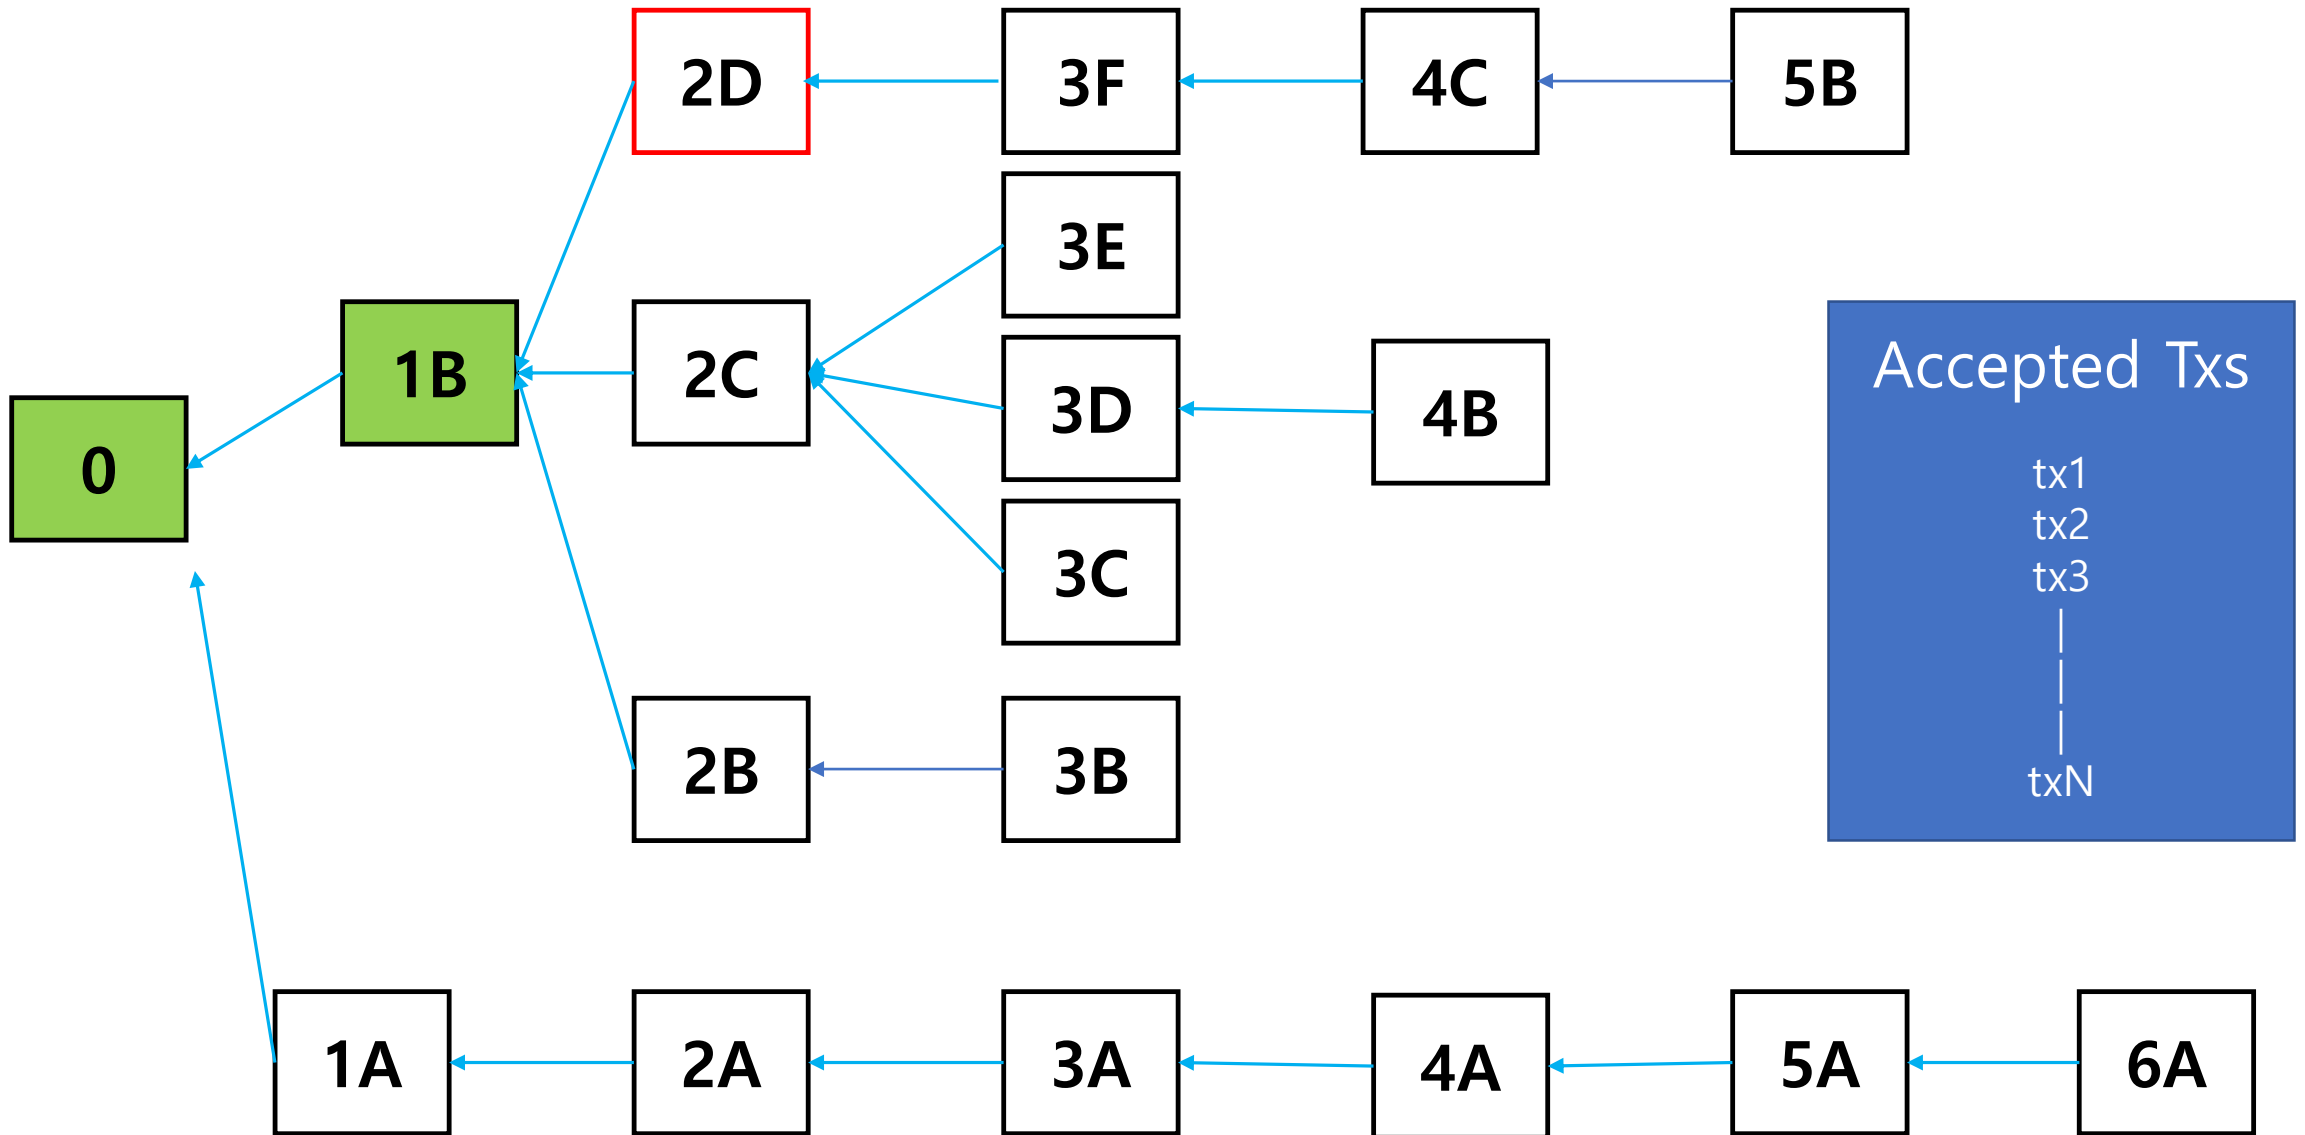 2D
3F
4C
5B
3E
1B
2C
3D
4B
0
3C
2B
3B
1A
2A
3A
4A
5A
6A
Accepted Txs
tx1
tx2
tx3
|
|
|
txN